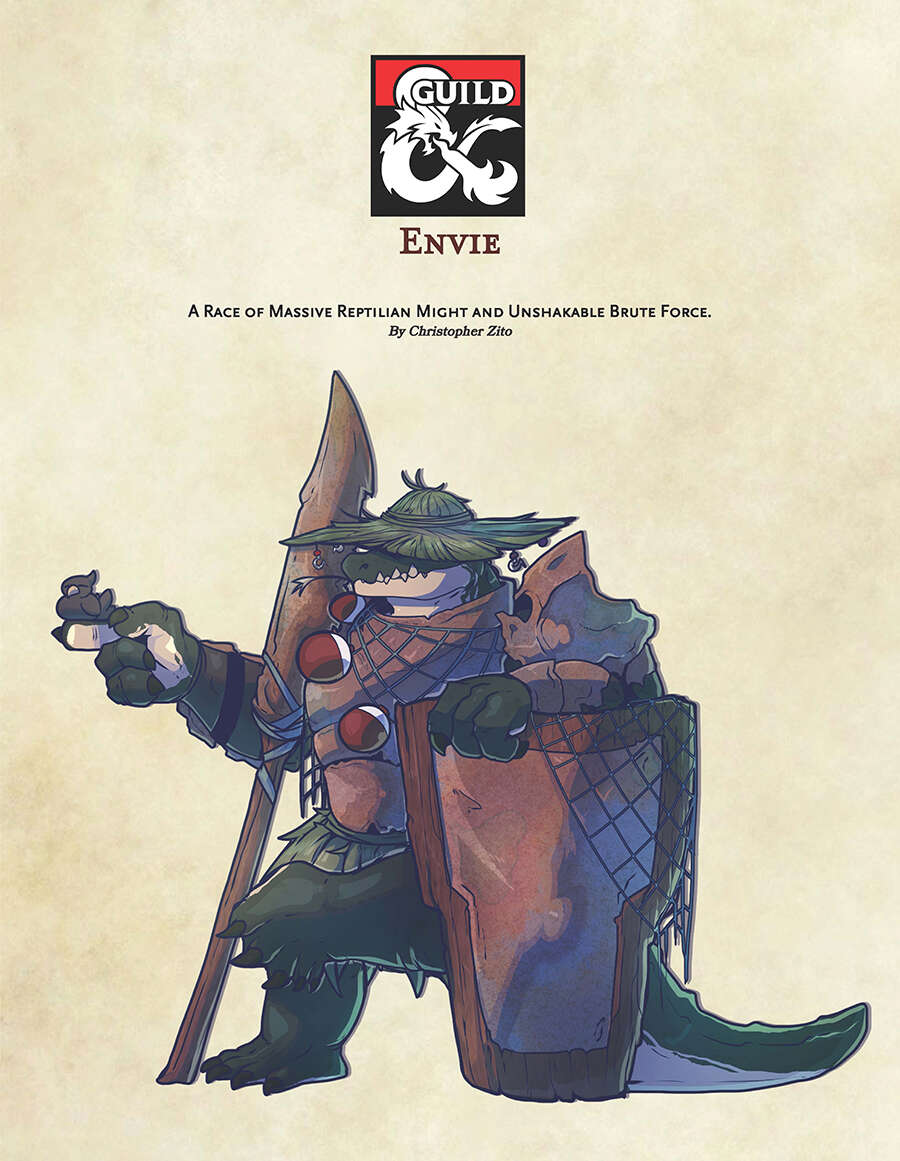 GUILD
Envie
A Race of Massive Reptilian Might and Unshakable Brute Force.
By Christopher Zito